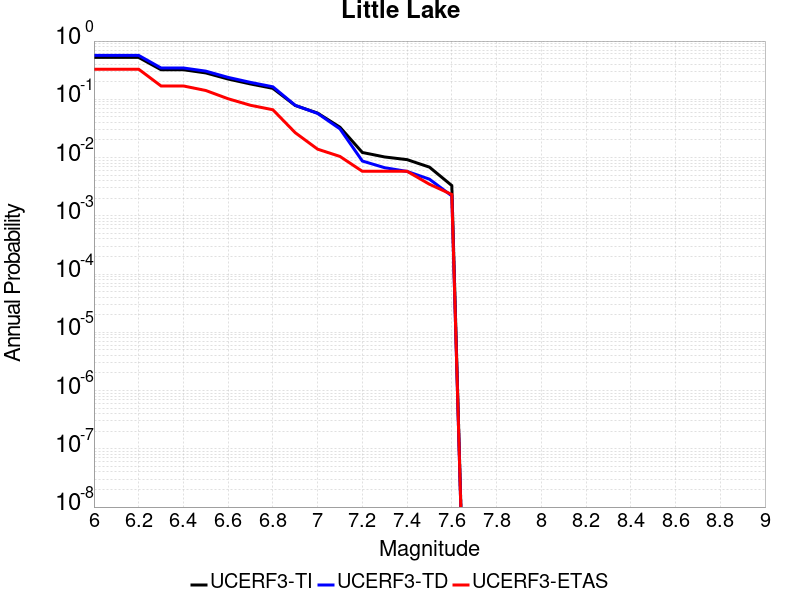 Little Lake
10^0
10^-1
10^-2
10^-3
10^-4
10^-5
10^-6
10^-7
10^-8
Annual Probability
6 6.2 6.4 6.6 6.8 7 7.2 7.4 7.6 7.8 8 8.2 8.4 8.6 8.8 9
Magnitude
UCERF3-TI UCERF3-TD UCERF3-ETAS